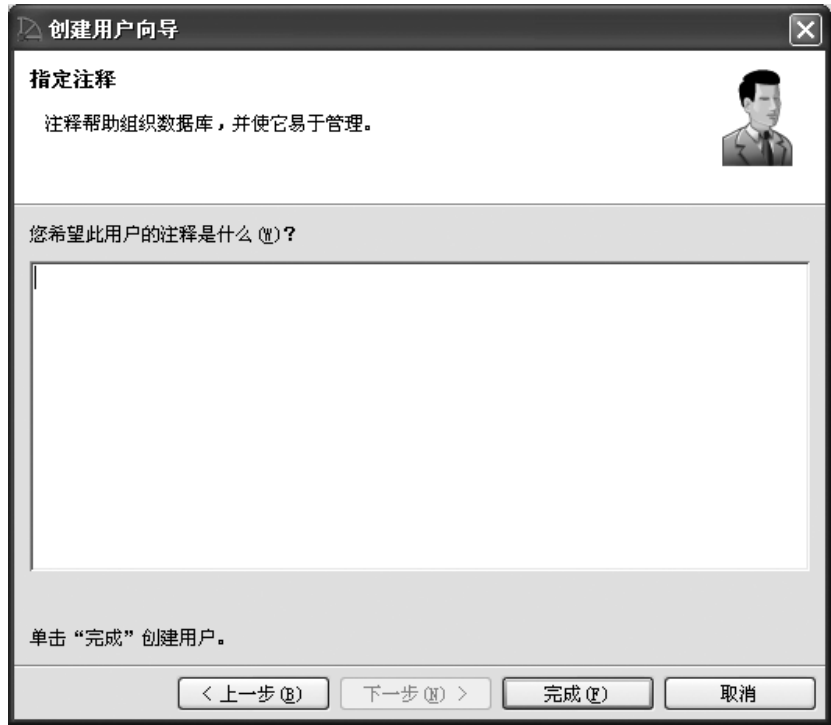 创建用户向导
指定注释
注释帮助组织数据库，并使它易于管理。
您希望此用户的注释是什么(W)?
单击“完成”创建用户。
< 上一步(B) 下一步(N) > 完成(F) 取消